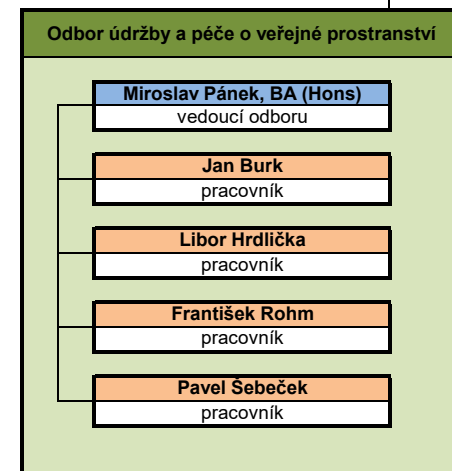 Odbor údržby a péče o veřejné prostranství
Miroslav Pánek, BA (Hons)
vedoucí odboru
Jan Burk
pracovník
Libor Hrdlička
pracovník
František Rohm
pracovník
Pavel Šebeček
pracovník